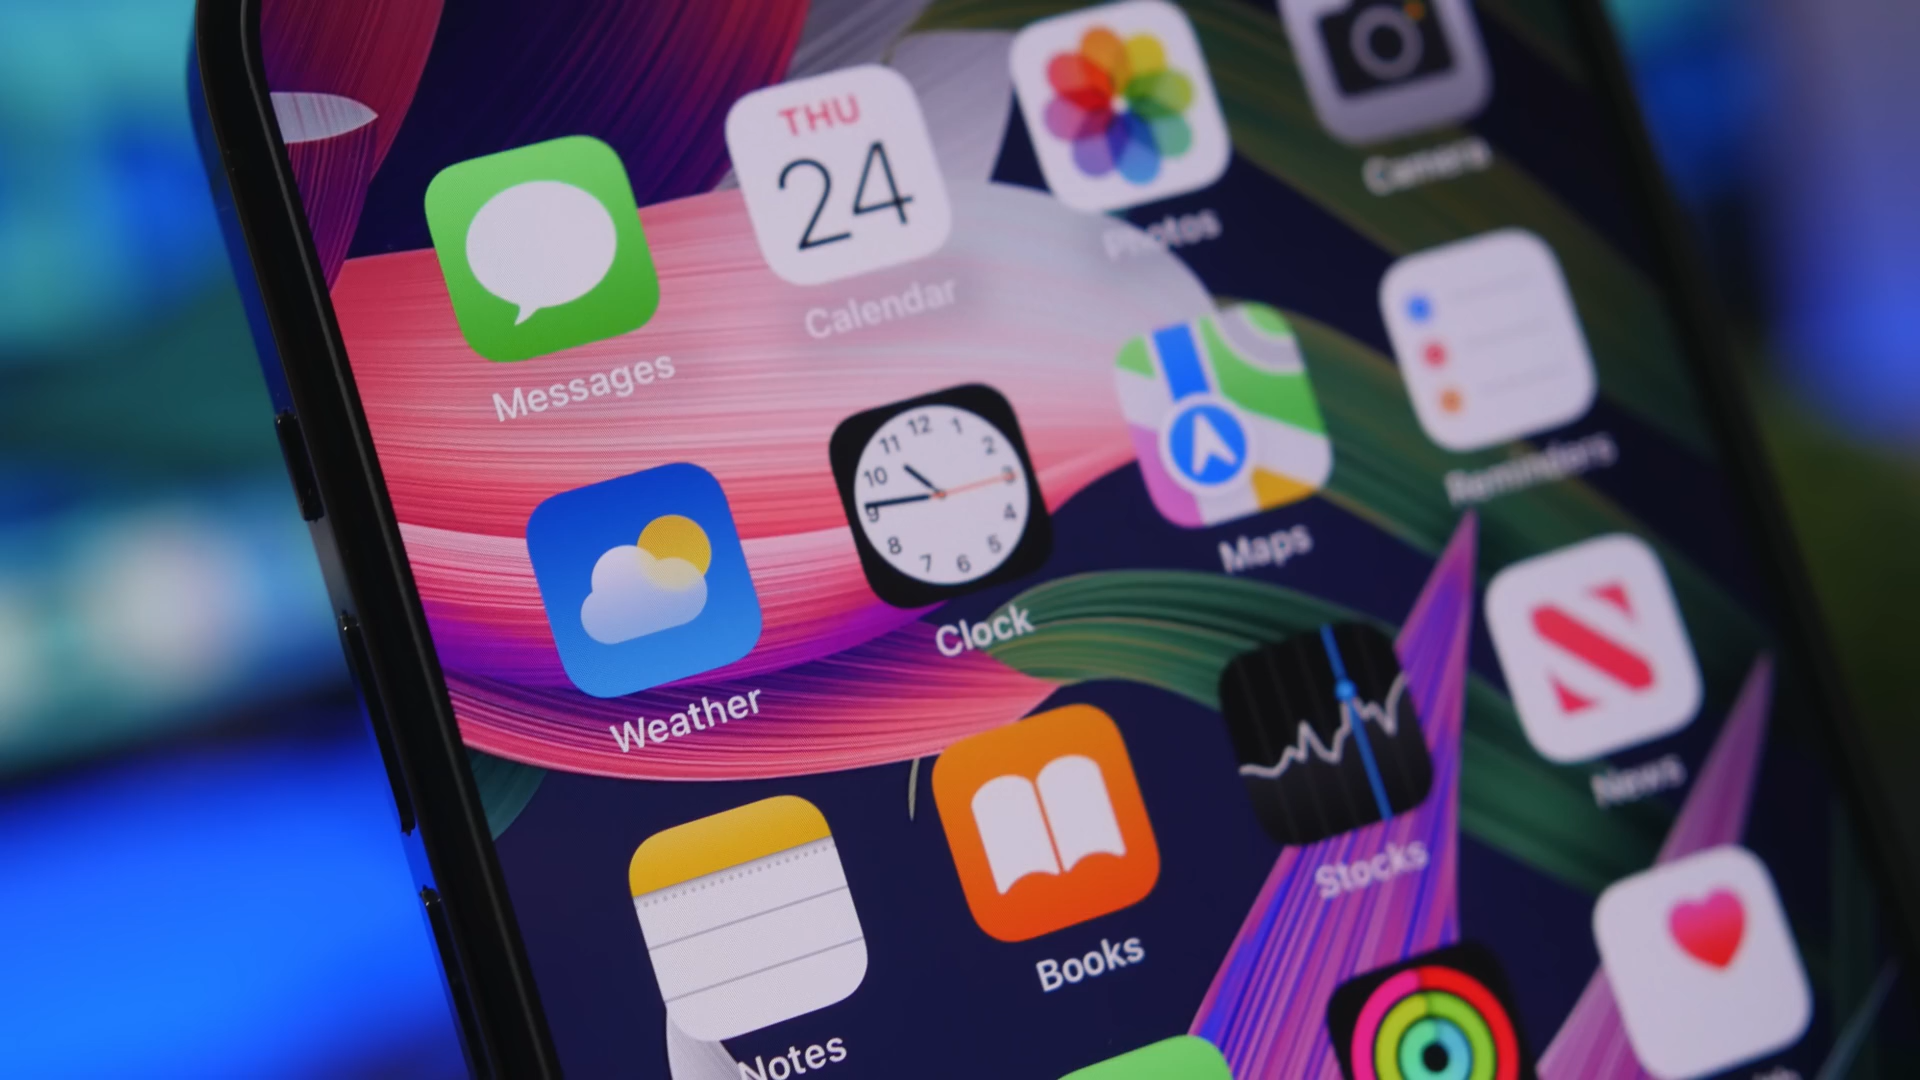 THU
24
Messages
Calendar
Photos
Camera
12
1
2
3
4
5
6
7
8
9
10
11
Weather
Clock
Maps
Reminders
Notes
Books
Stocks
News